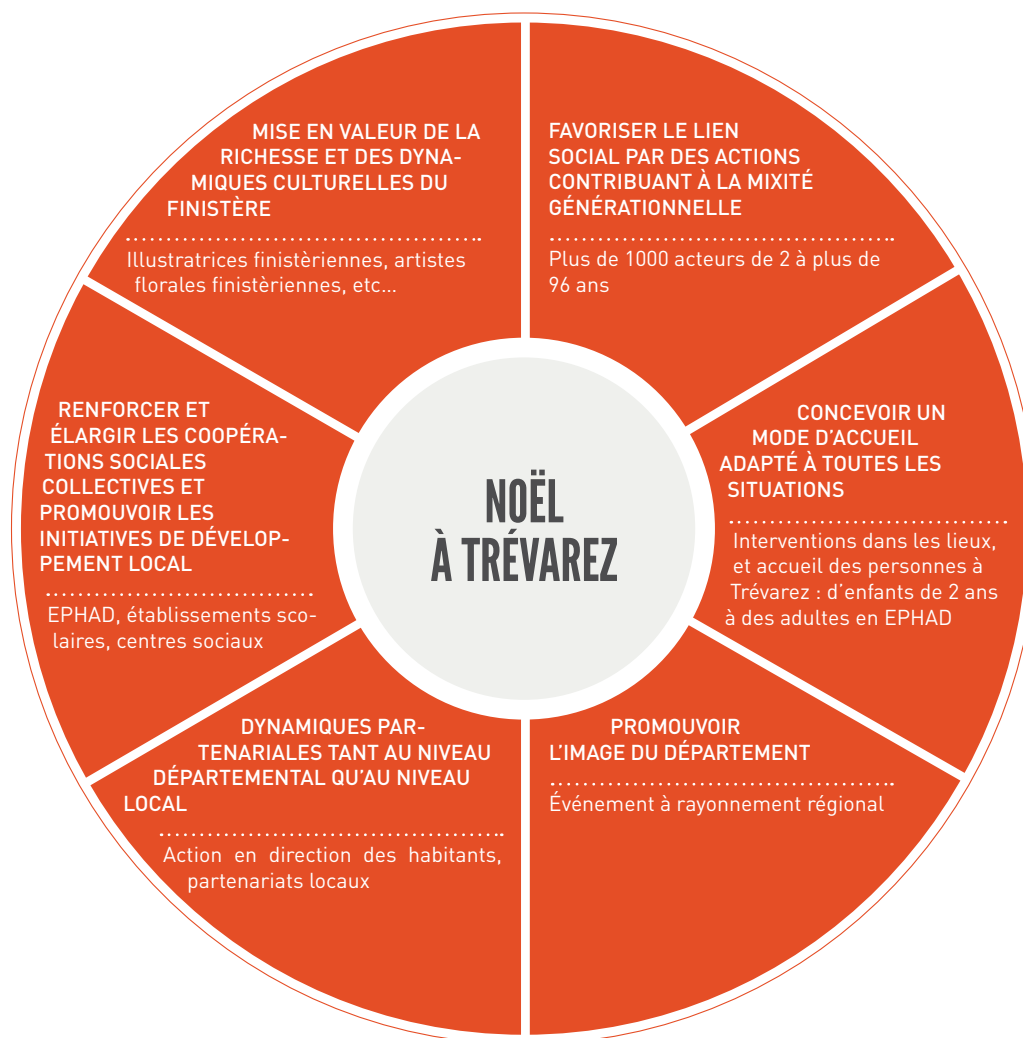 MISE EN VALEUR DE LA
RICHESSE ET DES DYNA-
MIQUES CULTURELLES DU
FINISTÈRE
Illustratrices finistèriennes, artistes
florales finistèriennes, etc...
FAVORISER LE LIEN
SOCIAL PAR DES ACTIONS
CONTRIBUANT À LA MIXITÉ
GÉNÉRATIONNELLE
Plus de 1000 acteurs de 2 à plus de
96 ans
RENFORCER ET
ÉLARGIR LES COOPÉRA-
TIONS SOCIALES
COLLECTIVES ET
PROMOUVOIR LES
INITIATIVES DE DÉVELOP-
PEMENT LOCAL
EPHAD, établissements sco-
laires, centres sociaux
NOËL
À TRÉVAREZ
CONCEVOIR UN
MODE D'ACCUEIL
ADAPTÉ À TOUTES LES
SITUATIONS
Interventions dans les lieux,
et accueil des personnes à
Trévarez : d'enfants de 2 ans
à des adultes en EPHAD
DYNAMIQUES PAR-
TENARIALES TANT AU NIVEAU
DÉPARTEMENTAL QU'AU NIVEAU
LOCAL
Action en direction des habitants,
partenariats locaux
PROMOUVOIR
L'IMAGE DU DÉPARTEMENT
Événement à rayonnement régional